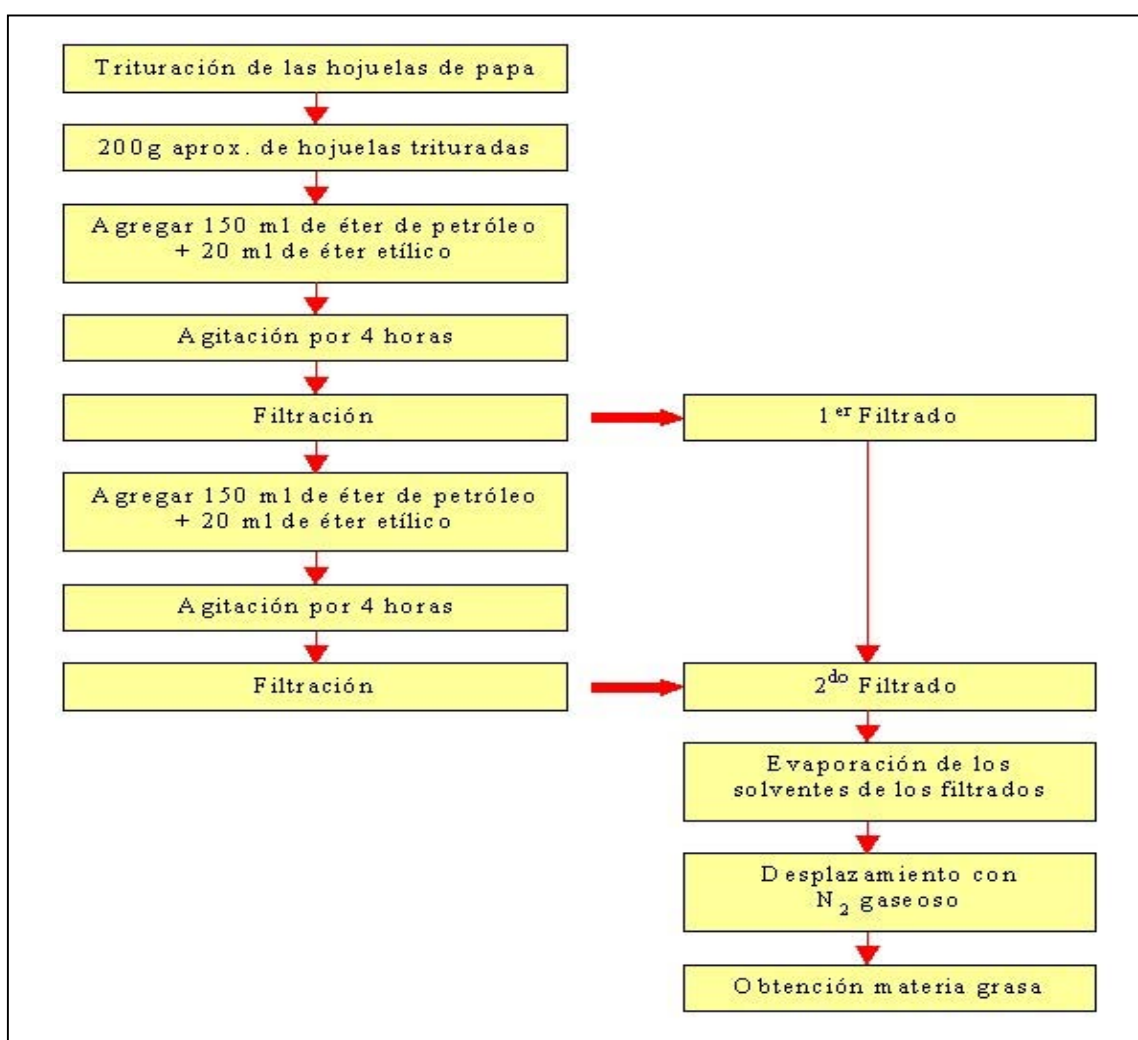 Trituración de las hojuelas de papa
200g aprox. de hojuelas trituradas
Agregar 150 ml de éter de petróleo
+ 20 ml de éter etílico
Agitación por 4 horas
Filtración
1er Filtrado
Agregar 150 ml de éter de petróleo
+ 20 ml de éter etílico
Agitación por 4 horas
Filtración
2do Filtrado
Evaporación de los
solventes de los filtrados
Desplazamiento con
N2 gaseoso
Obtención materia grasa